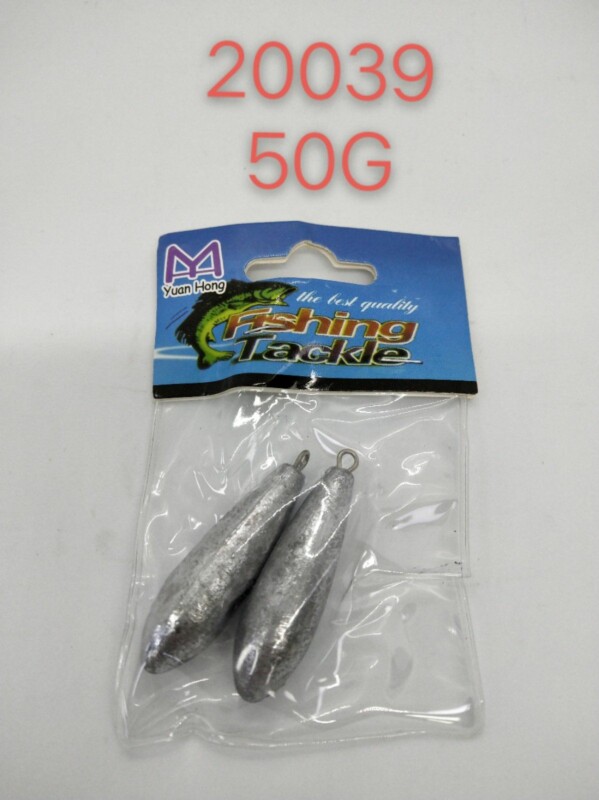 20039
50G
Yuan Hong
the best quality
Fishing
Tackle